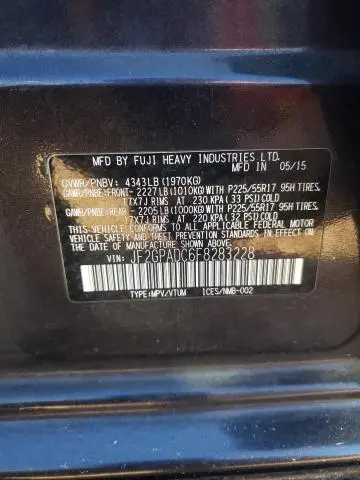 MFD BY FUJI HEAVY INDUSTRIES LTD.
MFD IN 05/15
GVWR/PNBV: 4343LB(1970KG)
GAWR/PNBE:FRONT- 2227LB(1010KG)WITH P225/55R17 95H TIRES,
17X7J RIMS AT 230 KPA(33 PSI)COLD
GAWR/PNBE:REAR - 2205LB(1000KG)WITH P225/55R17 95H TIRES,
17X7J RIMS AT 220 KPA(32 PSI)COLD
THIS VEHICLE CONFORMS TO ALL APPLICABLE FEDERAL MOTOR
VEHICLE SAFETY AND THEFT PREVENTION STANDARDS IN EFFECT ON
THE DATE OF MANUFACTURE SHOWN ABOVE.
VIN: JF2GPADC6F8283228
TYPE:MPV/VTUM ICES/NMB-002